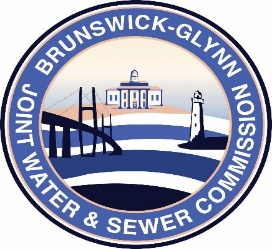 BRUNSWICK-GLYNN
JOINT WATER & SEWER COMMISSION